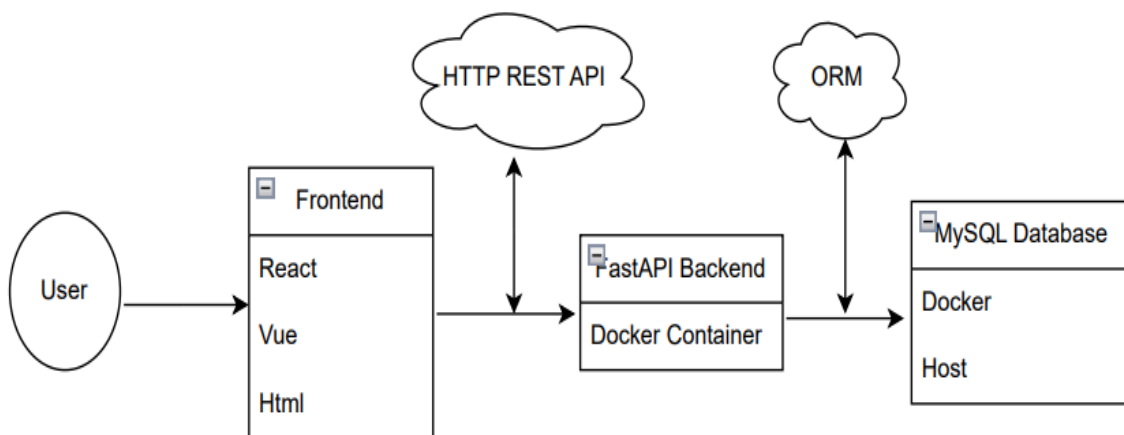 HTTP REST API
ORM
Frontend
MySQL Database
FastAPI Backend
React
User
Docker
Vue
Docker Container
Host
Html